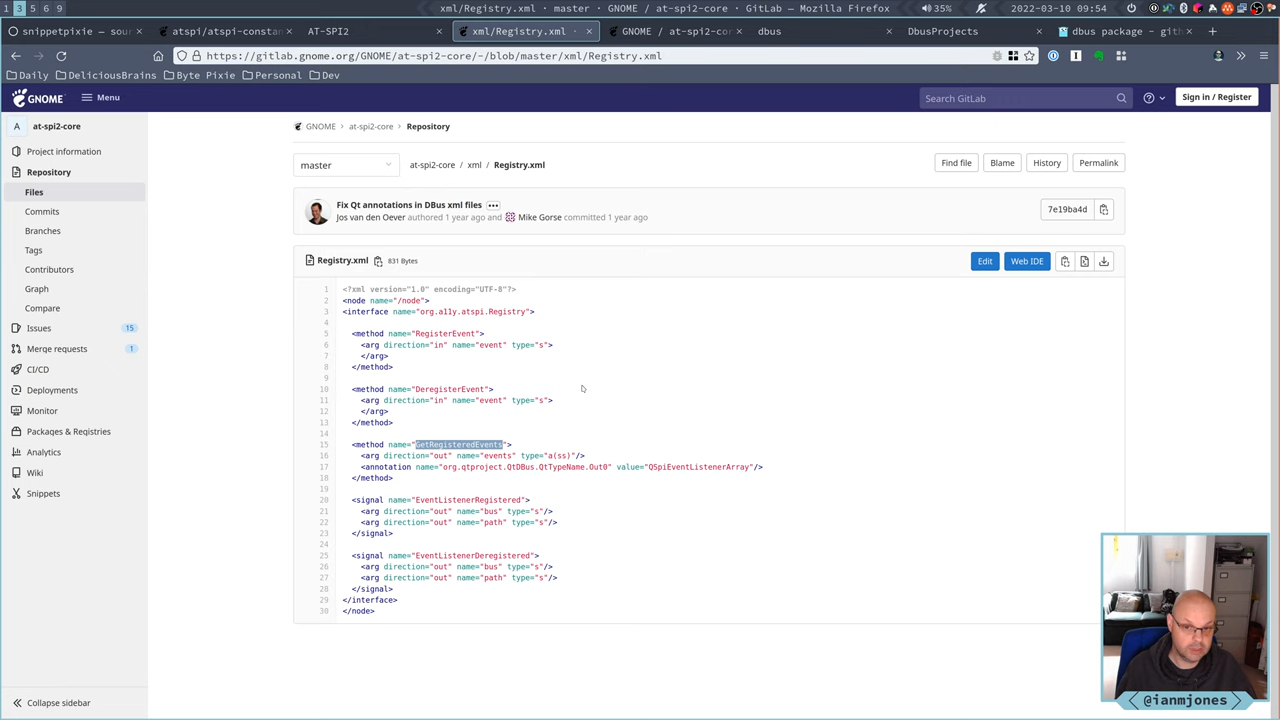 1 3 5 6 9
xml/Registry.xml · master · GNOME / at-spi2-core · GitLab — Mozilla Firefox
35%
2022-03-10 09:54
snippetpixie — sour
atspi/atspi-constan
AT-SPI2
xml/Registry.xml · ×
GNOME / at-spi2-cor
dbus
DbusProjects
dbus package - gith
https://gitlab.gnome.org/GNOME/at-spi2-core/-/blob/master/xml/Registry.xml
Daily DeliciousBrains Byte Pixie Personal Dev
GNOME Menu
Search GitLab
Sign in / Register
A at-spi2-core
Project information
Repository
Files
Commits
Branches
Tags
Contributors
Graph
Compare
Issues 15
Merge requests 1
CI/CD
Deployments
Monitor
Packages & Registries
Analytics
Wiki
Snippets
Collapse sidebar
GNOME › at-spi2-core › Repository
master
at-spi2-core / xml / Registry.xml
Find file Blame History Permalink
Fix Qt annotations in DBus xml files •••
Jos van den Oever authored 1 year ago and Mike Gorse committed 1 year ago
7e19ba4d
Registry.xml 831 Bytes
Edit Web IDE
1 <?xml version="1.0" encoding="UTF-8"?>
2 <node name="/node">
3 <interface name="org.a11y.atspi.Registry">
4
5 <method name="RegisterEvent">
6 <arg direction="in" name="event" type="s">
7 </arg>
8 </method>
9
10 <method name="DeregisterEvent">
11 <arg direction="in" name="event" type="s">
12 </arg>
13 </method>
14
15 <method name="GetRegisteredEvents">
16 <arg direction="out" name="events" type="a(ss)"/>
17 <annotation name="org.qtproject.QtDBus.QtTypeName.Out0" value="QSpiEventListenerArray"/>
18 </method>
19
20 <signal name="EventListenerRegistered">
21 <arg direction="out" name="bus" type="s"/>
22 <arg direction="out" name="path" type="s"/>
23 </signal>
24
25 <signal name="EventListenerDeregistered">
26 <arg direction="out" name="bus" type="s"/>
27 <arg direction="out" name="path" type="s"/>
28 </signal>
29 </interface>
30 </node>
@ianmjones